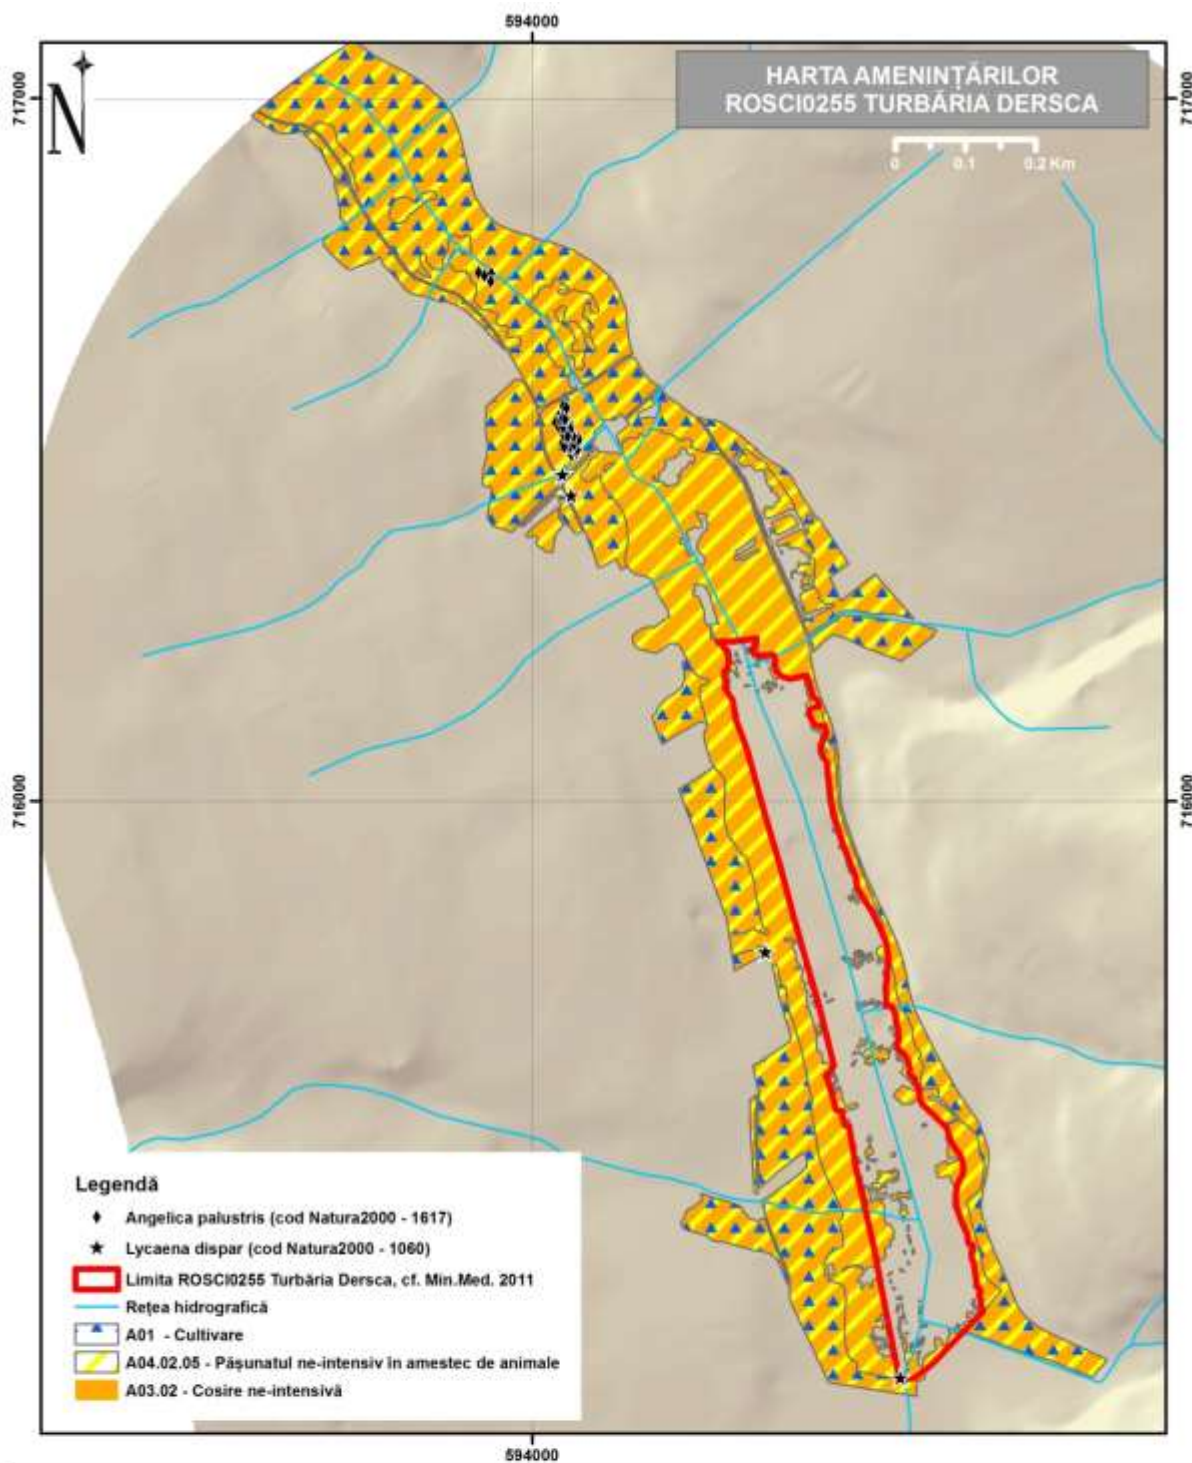 594000
717000
717000
N
HARTA AMENINȚĂRILOR
ROSCI0255 TURBĂRIA DERSCA
0 0.1 0.2 Km
716000
716000
Legendă
Angelica palustris (cod Natura2000 - 1617)
Lycaena dispar (cod Natura2000 - 1060)
Limita ROSCI0255 Turbăria Dersca, cf. Min.Med. 2011
Rețea hidrografică
A01 - Cultivare
A04.02.05 - Pășunatul ne-intensiv în amestec de animale
A03.02 - Cosire ne-intensivă
594000